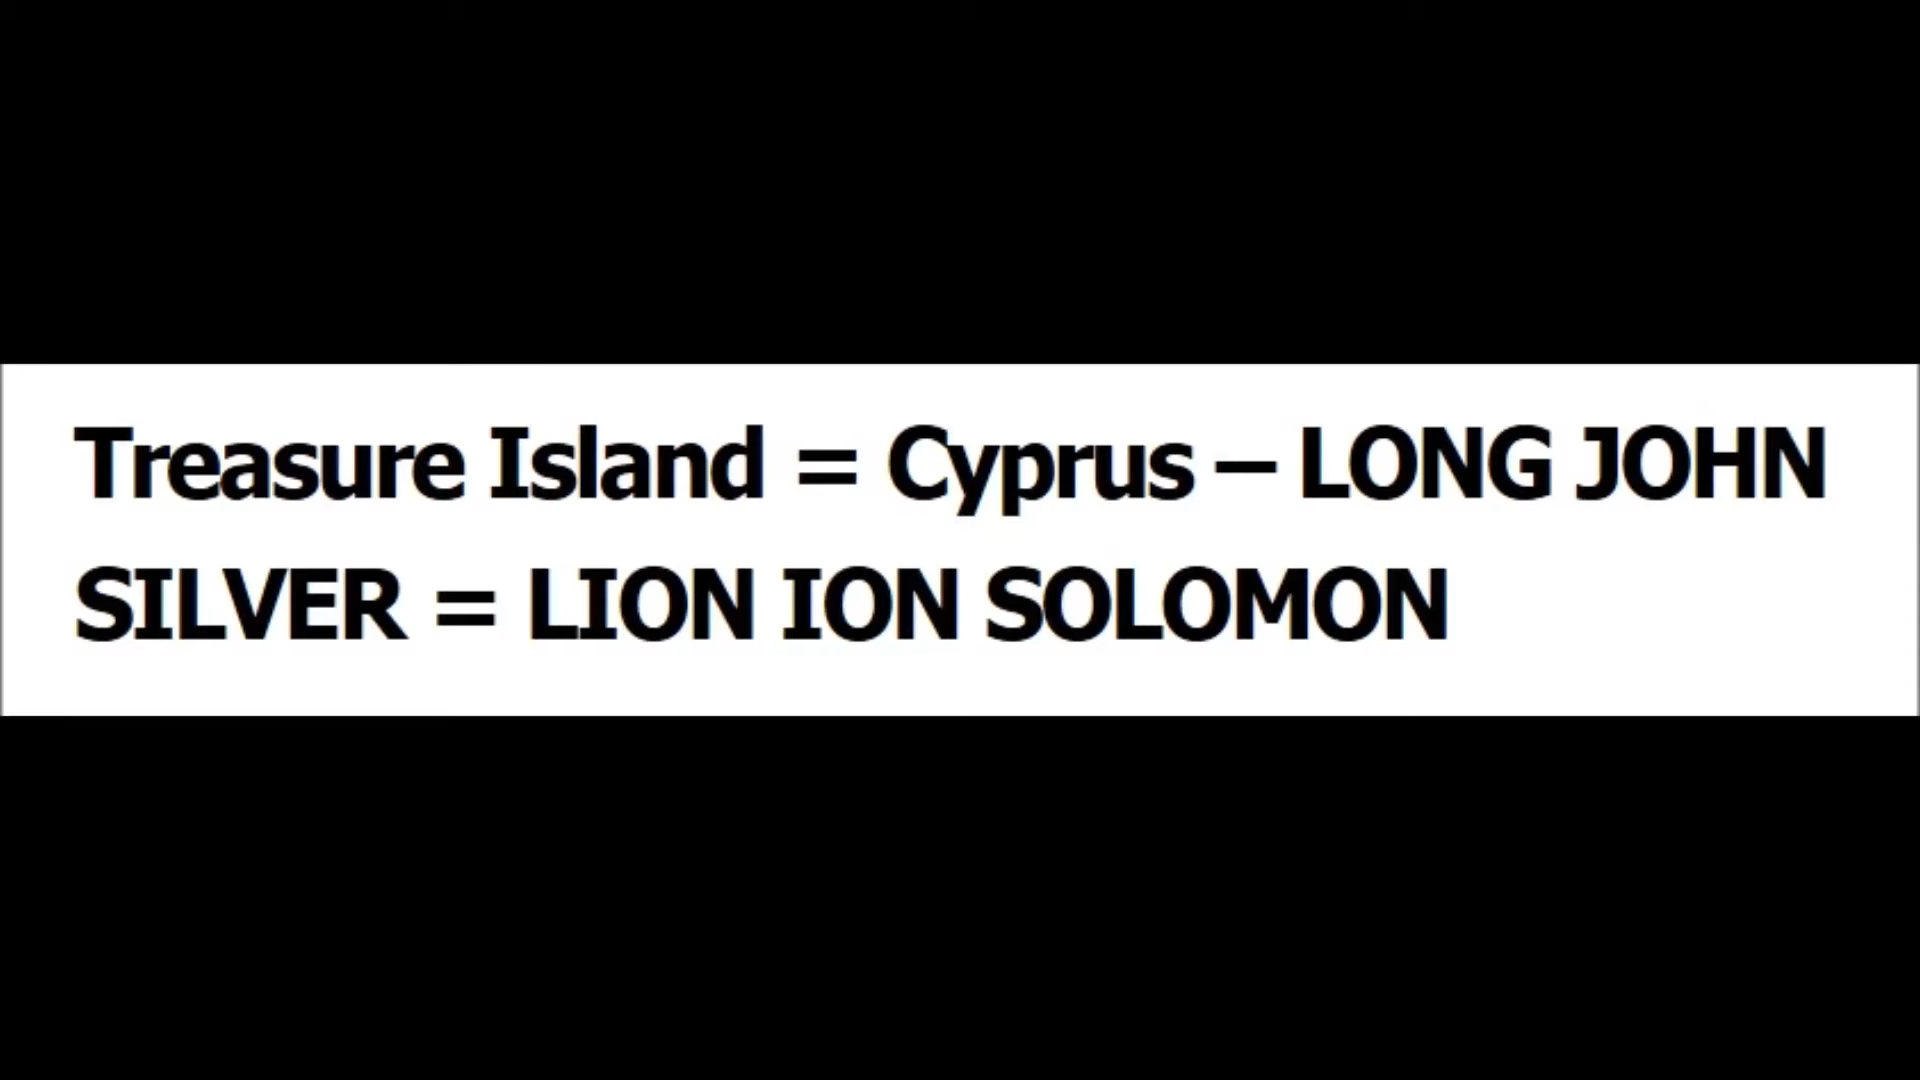 Treasure Island = Cyprus – LONG JOHN
SILVER = LION ION SOLOMON